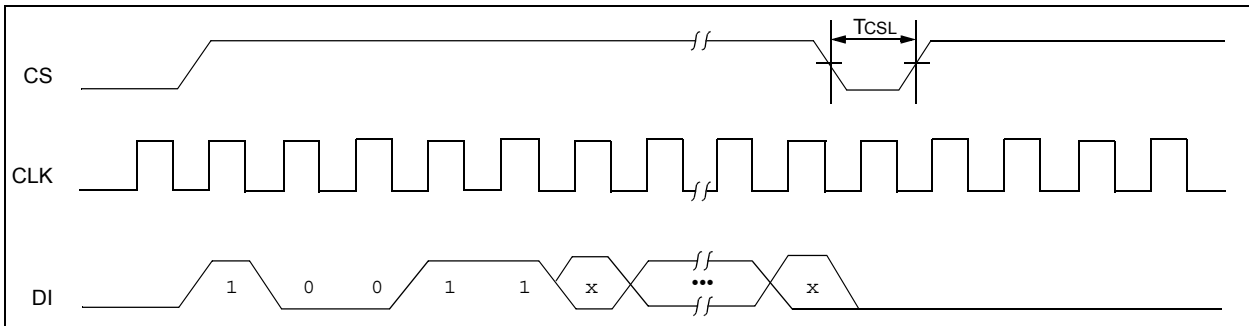 TCSL
CS
CLK
DI
1 0 0 1 1 x ••• x